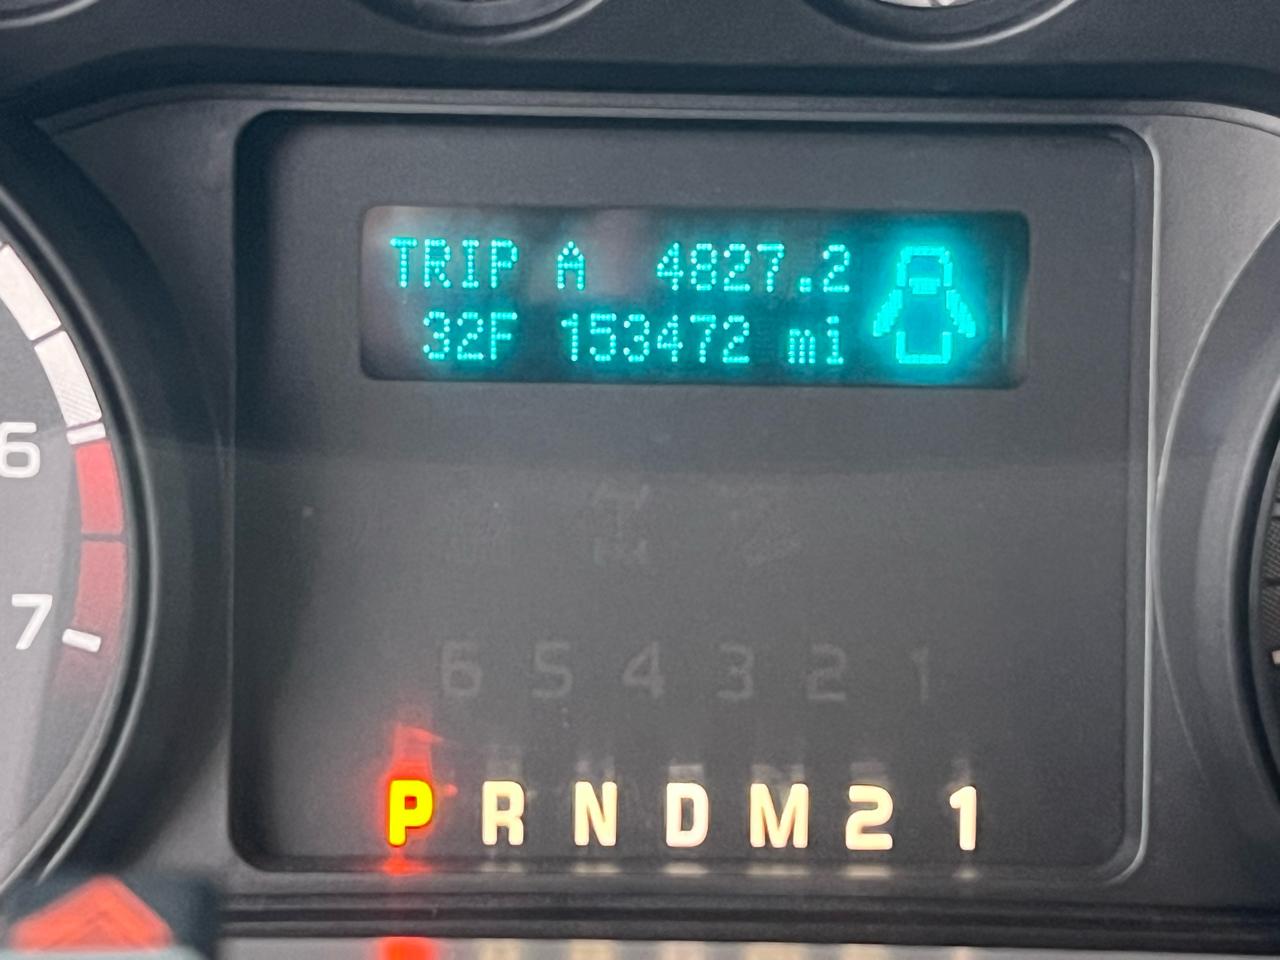 TRIP A 4827.2
32F 153472 mi
6
7
6 5 4 3 2 1
P R N D M 2 1